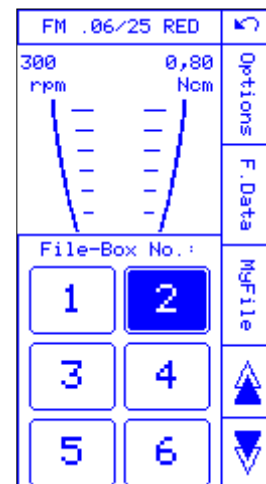 FM .06/25 RED
300 0,80
rpm Ncm
File-Box No.:
1 2
3 4
5 6
Options
F.Data
MyFile